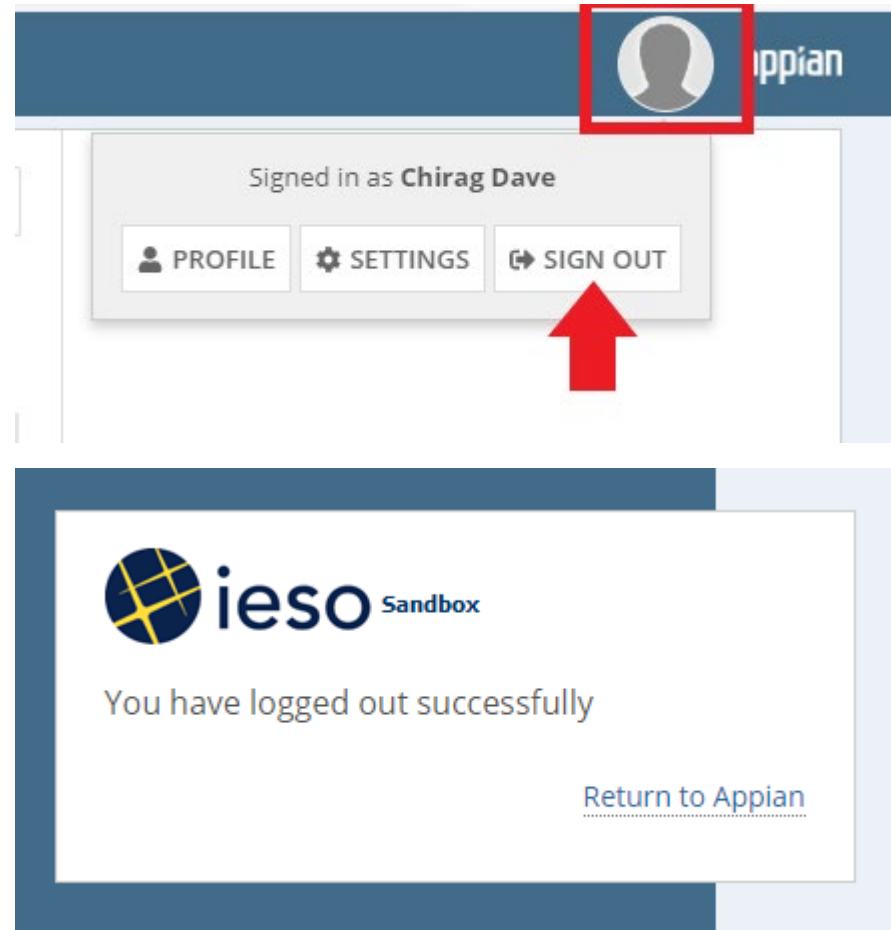 appian
Signed in as Chirag Dave
PROFILE SETTINGS SIGN OUT
ieso Sandbox
You have logged out successfully
Return to Appian